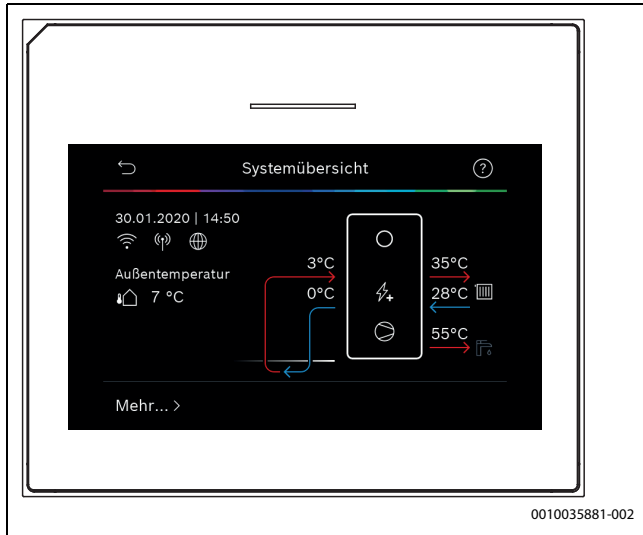 Systemübersicht
?
30.01.2020 | 14:50
Außentemperatur
7 °C
3°C
0°C
35°C
28°C
55°C
Mehr... >
0010035881-002